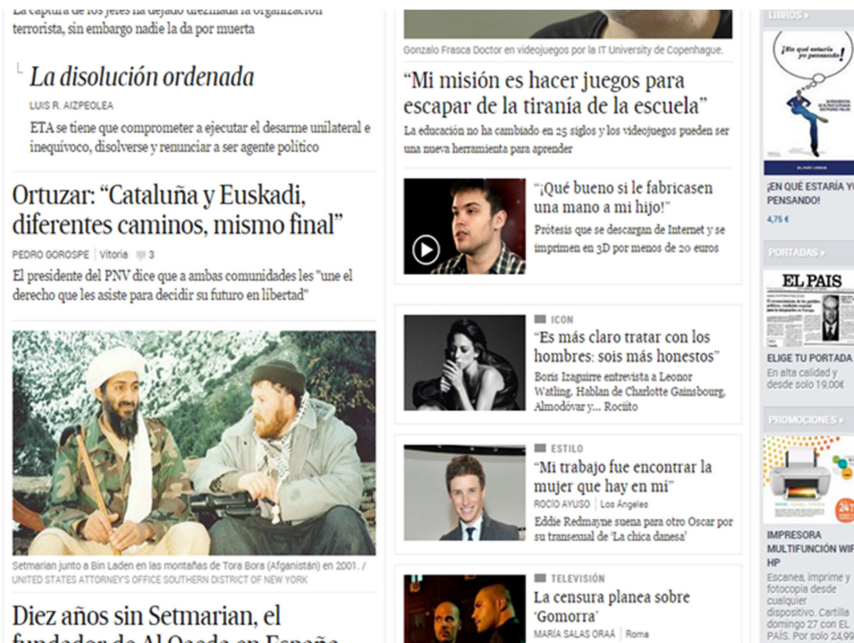 La captura de los jefes ha dejado diezmada la organización
terrorista, sin embargo nadie la da por muerta
La disolución ordenada
LUIS R. AIZPEOLEA
ETA se tiene que comprometer a ejecutar el desarme unilateral e
inequívoco, disolverse y renunciar a ser agente político
Ortuzar: “Cataluña y Euskadi,
diferentes caminos, mismo final”
PEDRO GOROSPE | Vitoria 3
El presidente del PNV dice que a ambas comunidades les "une el
derecho que les asiste para decidir su futuro en libertad"
Setmarian junto a Bin Laden en las montañas de Tora Bora (Afganistán) en 2001. /
UNITED STATES ATTORNEY'S OFFICE SOUTHERN DISTRICT OF NEW YORK
Diez años sin Setmarian, el
fundador de Al Qaeda en España
Gonzalo Frasca Doctor en videojuegos por la IT University de Copenhague.
“Mi misión es hacer juegos para
escapar de la tiranía de la escuela”
La educación no ha cambiado en 25 siglos y los videojuegos pueden ser
una nueva herramienta para aprender
“¡Qué bueno si le fabricasen
una mano a mi hijo!”
Prótesis que se descargan de Internet y se
imprimen en 3D por menos de 20 euros
ICON
“Es más claro tratar con los
hombres: sois más honestos”
Boris Izaguirre entrevista a Leonor
Watling. Hablan de Charlotte Gainsbourg,
Almodóvar y... Rociito
ESTILO
“Mi trabajo fue encontrar la
mujer que hay en mí”
ROCÍO AYUSO | Los Ángeles
Eddie Redmayne suena para otro Oscar por
su transexual de ‘La chica danesa’
TELEVISIÓN
La censura planea sobre
‘Gomorra’
MARÍA SALAS ORAÁ | Roma
LIBROS »
¡En qué estaría
yo pensando!
¡EN QUÉ ESTARÍA YO
PENSANDO!
4,75 €
PORTADAS »
EL PAIS
ELIGE TU PORTADA
En alta calidad y
desde solo 19,00€
PROMOCIONES »
24
IMPRESORA
MULTIFUNCIÓN WIF
HP
Escanea, imprime y
fotocopia desde
cualquier
dispositivo. Cartilla
domingo 27 con EL
PAÍS. Por solo 24,9